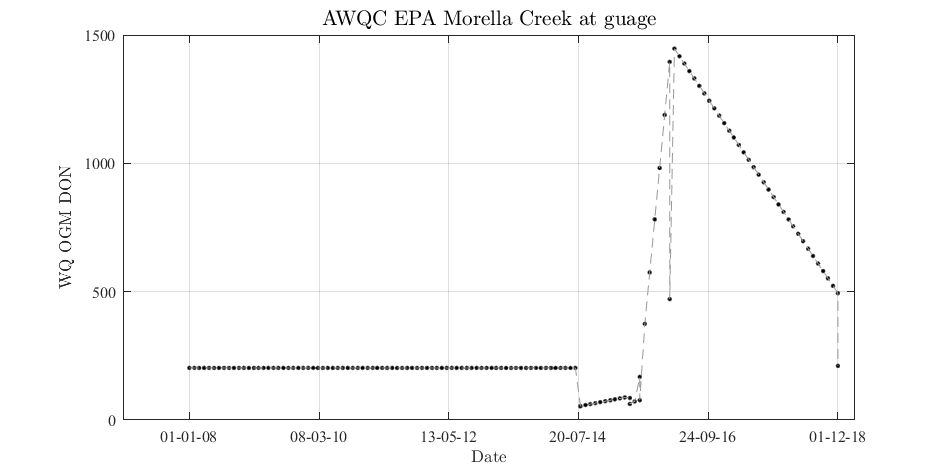 AWQC EPA Morella Creek at guage
1500
1000
500
0
WQ OGM DON
01-01-08 08-03-10 13-05-12 20-07-14 24-09-16 01-12-18
Date